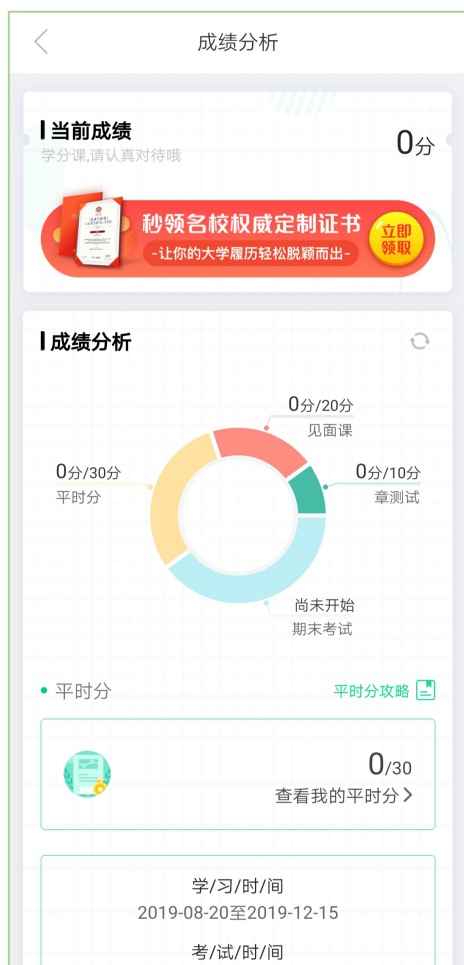 成绩分析
当前成绩
0分
学分课,请认真对待哦
秒领名校权威定制证书
-让你的大学履历轻松脱颖而出-
立即
领取
成绩分析
0分/20分
见面课
0分/30分
平时分
0分/10分
章测试
尚未开始
期末考试
平时分
平时分攻略
0/30
查看我的平时分
学/习/时/间
2019-08-20至2019-12-15
考/试/时/间